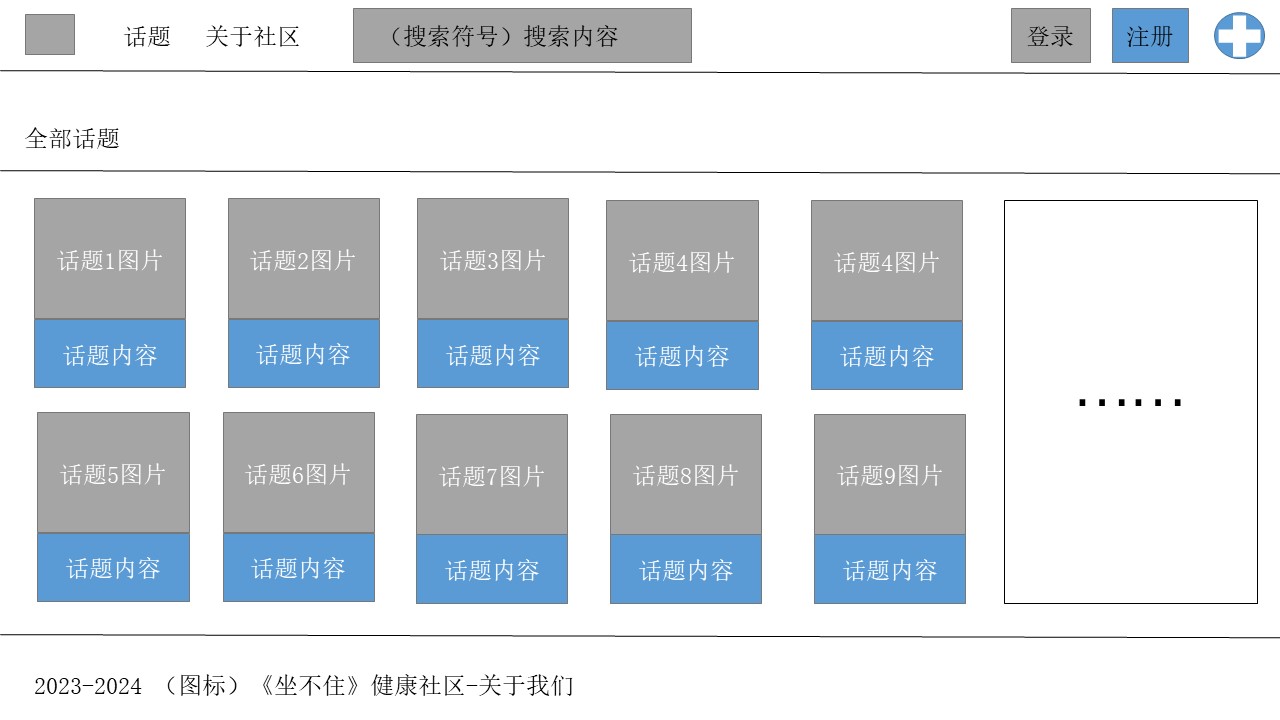 话题 关于社区 （搜索符号）搜索内容 登录 注册
全部话题
话题1图片 话题2图片 话题3图片 话题4图片 话题4图片
话题内容 话题内容 话题内容 话题内容 话题内容
……
话题5图片 话题6图片 话题7图片 话题8图片 话题9图片
话题内容 话题内容 话题内容 话题内容 话题内容
2023-2024 （图标）《坐不住》健康社区-关于我们